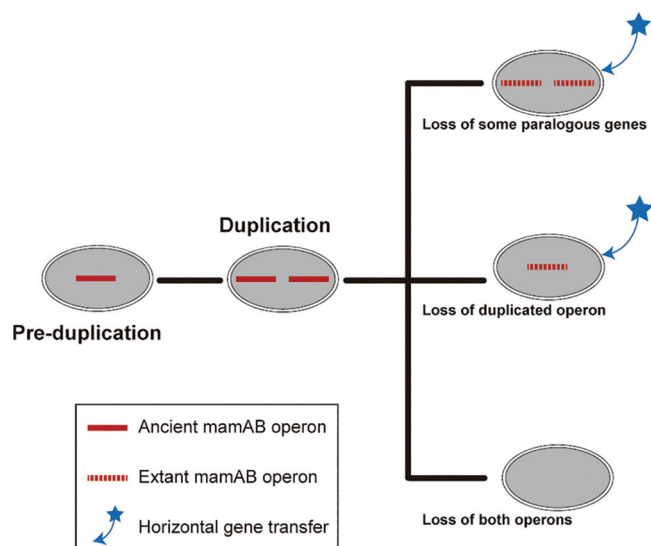 Loss of some paralogous genes
Duplication
Pre-duplication
Loss of duplicated operon
Ancient mamAB operon
Extant mamAB operon
Horizontal gene transfer
Loss of both operons